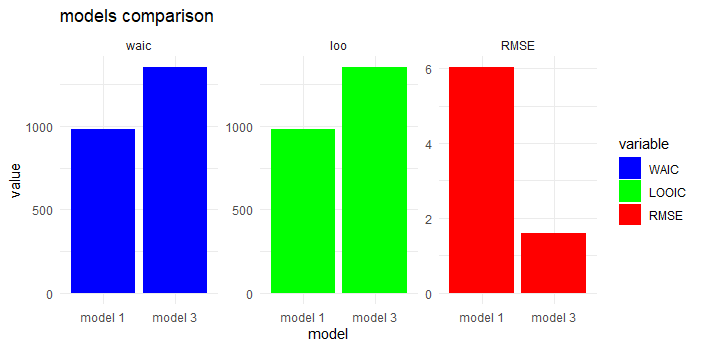 models comparison
waic
loo
RMSE
value
1000
500
0
1000
500
0
6
4
2
0
model 1
model 3
model 1
model 3
model 1
model 3
model
variable
WAIC
LOOIC
RMSE